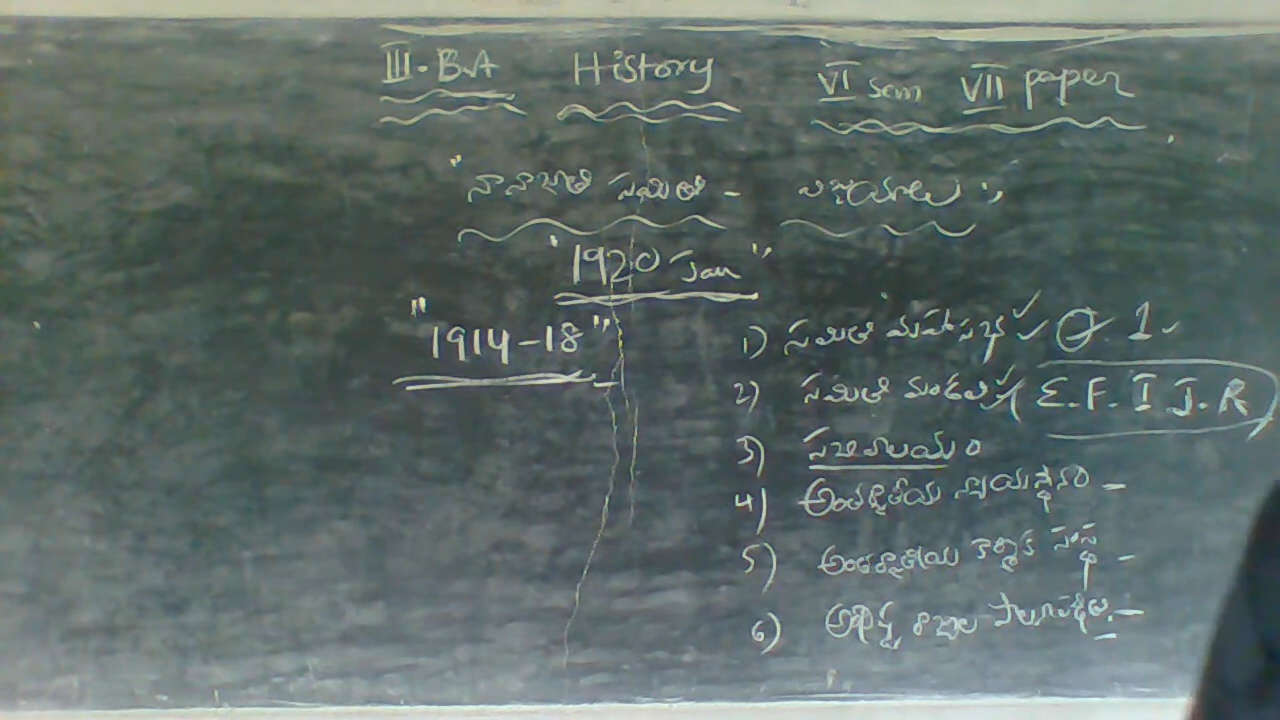 III - B.A History VI Sem VII paper
"నానాజాతి సమితి - విజయాలు"
"1920 Jan"
"1914-18"
1) సమితి మహాసభ ✓ 1
2) సమితి మండలి ( E.F. I J.R )
3) సచివాలయం
4) అంతర్జాతీయ న్యాయస్థానం -
5) అంతర్జాతీయ కార్మిక సంస్థ -
6) రాజ్యాల -